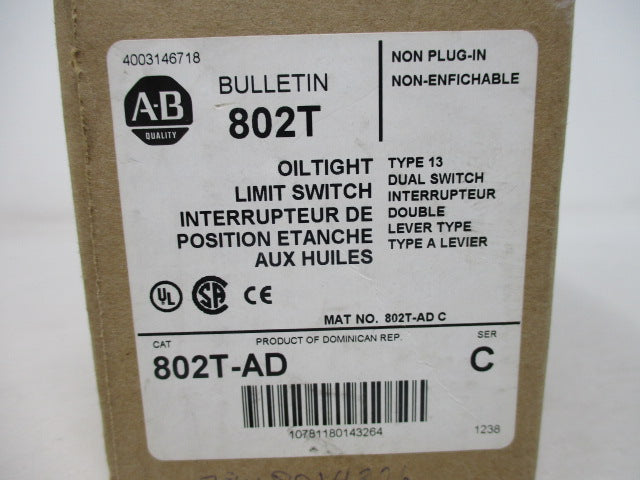 4003146718
A-B
QUALITY
BULLETIN
802T
NON PLUG-IN
NON-ENFICHABLE
OILTIGHT
LIMIT SWITCH
INTERRUPTEUR DE
POSITION ETANCHE
AUX HUILES
TYPE 13
DUAL SWITCH
INTERRUPTEUR
DOUBLE
LEVER TYPE
TYPE A LEVIER
UL
SA
CE
MAT NO. 802T-AD C
CAT
PRODUCT OF DOMINICAN REP.
SER
802T-AD
C
10781180143264
1238